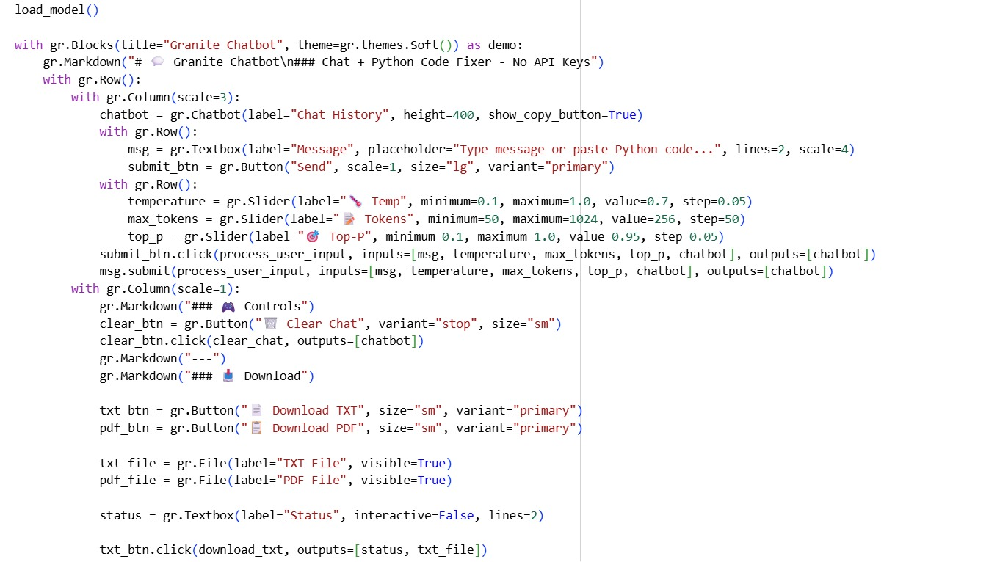 load_model()
with gr.Blocks(title="Granite Chatbot", theme=gr.themes.Soft()) as demo:
    gr.Markdown("# 💬 Granite Chatbot\n### Chat + Python Code Fixer - No API Keys")
    with gr.Row():
        with gr.Column(scale=3):
            chatbot = gr.Chatbot(label="Chat History", height=400, show_copy_button=True)
            with gr.Row():
                msg = gr.Textbox(label="Message", placeholder="Type message or paste Python code...", lines=2, scale=4)
                submit_btn = gr.Button("Send", scale=1, size="lg", variant="primary")
            with gr.Row():
                temperature = gr.Slider(label="🌡️ Temp", minimum=0.1, maximum=1.0, value=0.7, step=0.05)
                max_tokens = gr.Slider(label="📝 Tokens", minimum=50, maximum=1024, value=256, step=50)
                top_p = gr.Slider(label="🎯 Top-P", minimum=0.1, maximum=1.0, value=0.95, step=0.05)
            submit_btn.click(process_user_input, inputs=[msg, temperature, max_tokens, top_p, chatbot], outputs=[chatbot])
            msg.submit(process_user_input, inputs=[msg, temperature, max_tokens, top_p, chatbot], outputs=[chatbot])
        with gr.Column(scale=1):
            gr.Markdown("### 🎮 Controls")
            clear_btn = gr.Button("🗑️ Clear Chat", variant="stop", size="sm")
            clear_btn.click(clear_chat, outputs=[chatbot])
            gr.Markdown("---")
            gr.Markdown("### 📥 Download")
            txt_btn = gr.Button("📄 Download TXT", size="sm", variant="primary")
            pdf_btn = gr.Button("📋 Download PDF", size="sm", variant="primary")
            txt_file = gr.File(label="TXT File", visible=True)
            pdf_file = gr.File(label="PDF File", visible=True)
            status = gr.Textbox(label="Status", interactive=False, lines=2)
            txt_btn.click(download_txt, outputs=[status, txt_file])